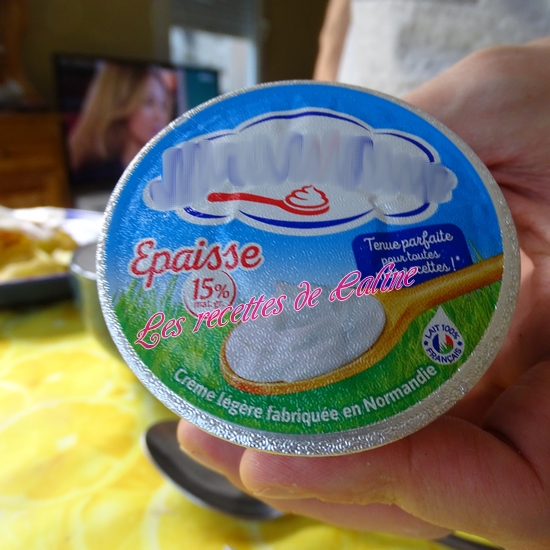 Epaisse
15%
mat. gr.
Tenue parfaite
pour toutes
cettes !*
Les recettes de Caline
LAIT 100%
FRANÇAIS
Crème légère fabriquée en Normandie